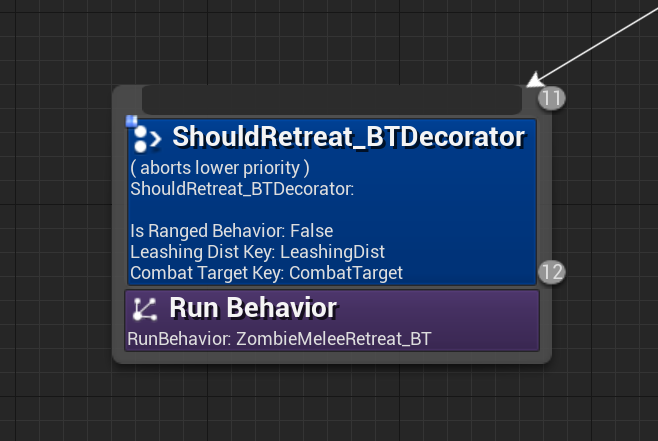 11
ShouldRetreat_BTDecorator
( aborts lower priority )
ShouldRetreat_BTDecorator:
Is Ranged Behavior: False
Leashing Dist Key: LeashingDist
Combat Target Key: CombatTarget
12
Run Behavior
RunBehavior: ZombieMeleeRetreat_BT